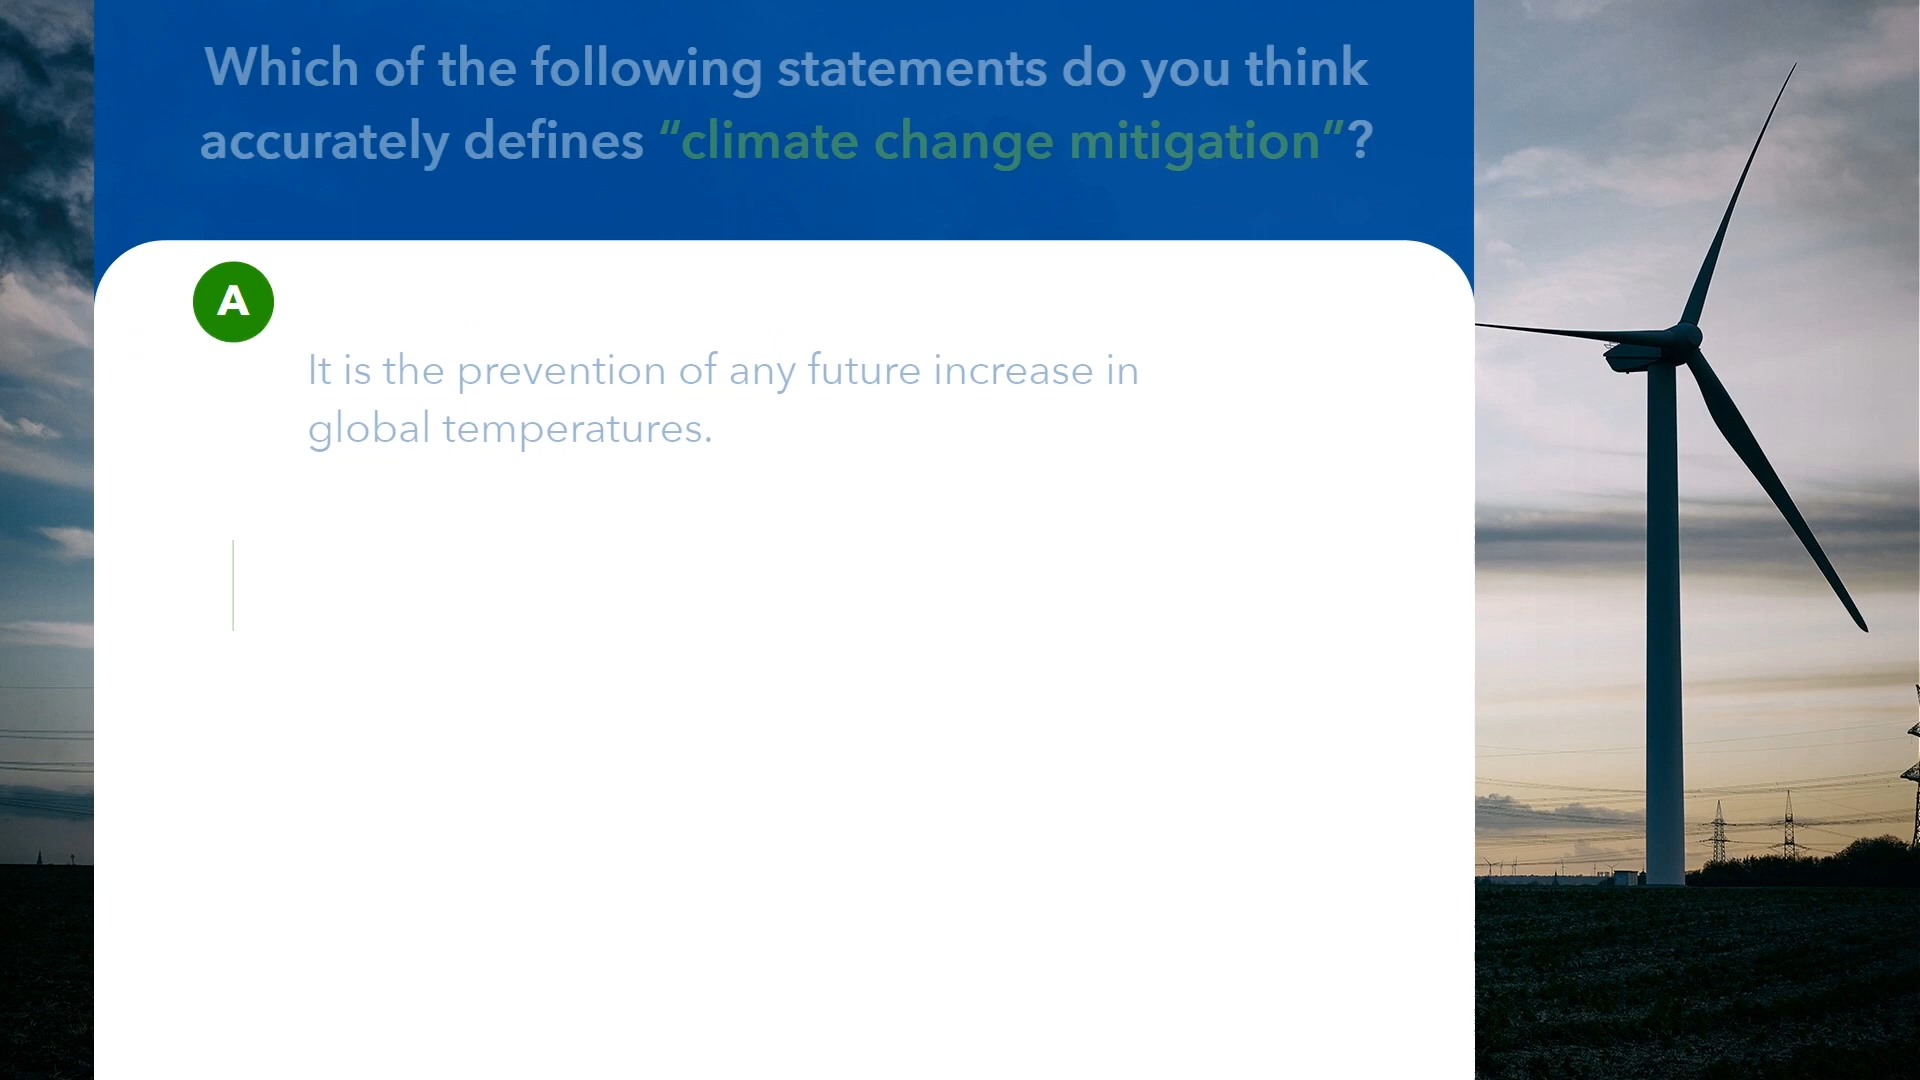 Which of the following statements do you think
accurately defines “climate change mitigation”?
A
It is the prevention of any future increase in
global temperatures.